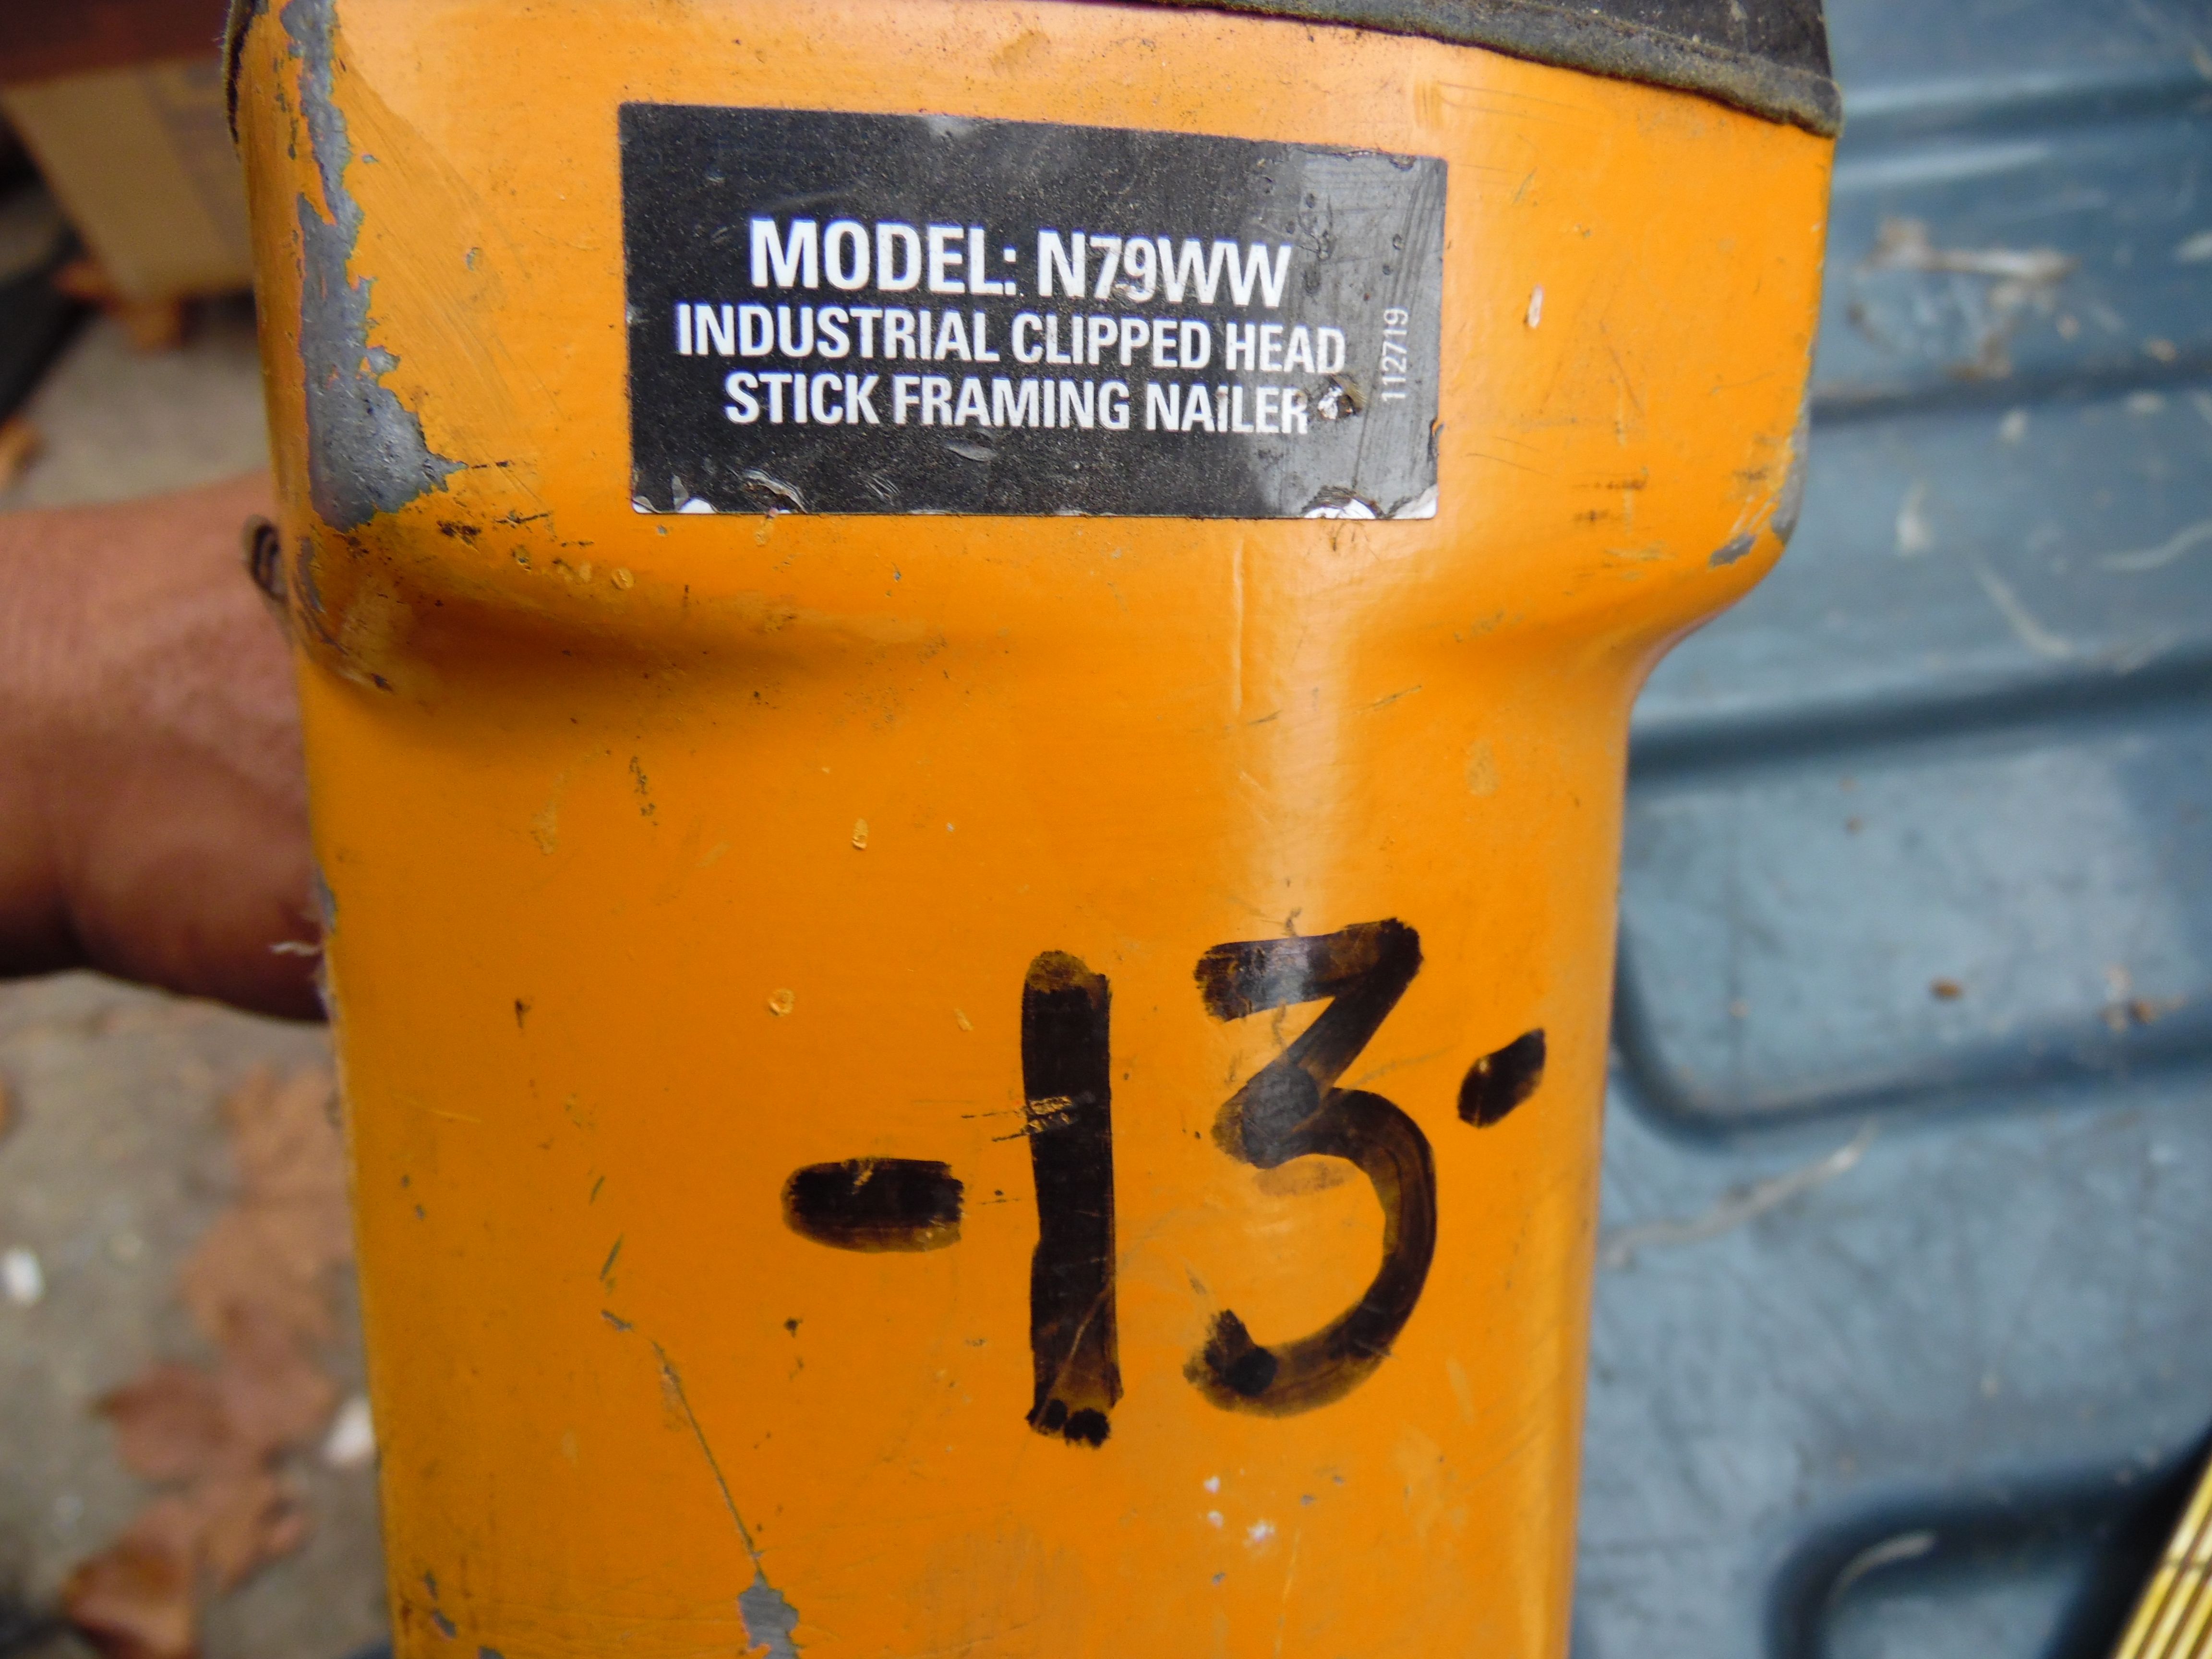 MODEL: N79WW
INDUSTRIAL CLIPPED HEAD
STICK FRAMING NAiLER
112719
-13-